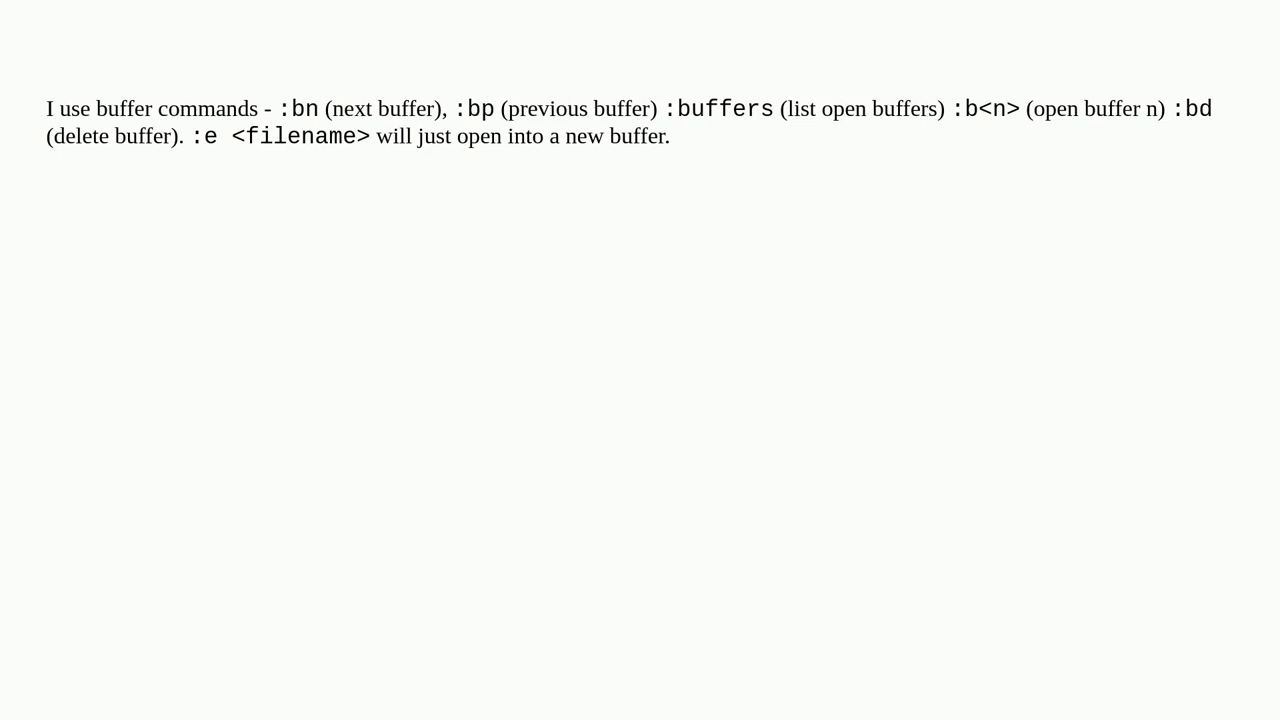 I use buffer commands - :bn (next buffer), :bp (previous buffer) :buffers (list open buffers) :b<n> (open buffer n) :bd
(delete buffer). :e <filename> will just open into a new buffer.